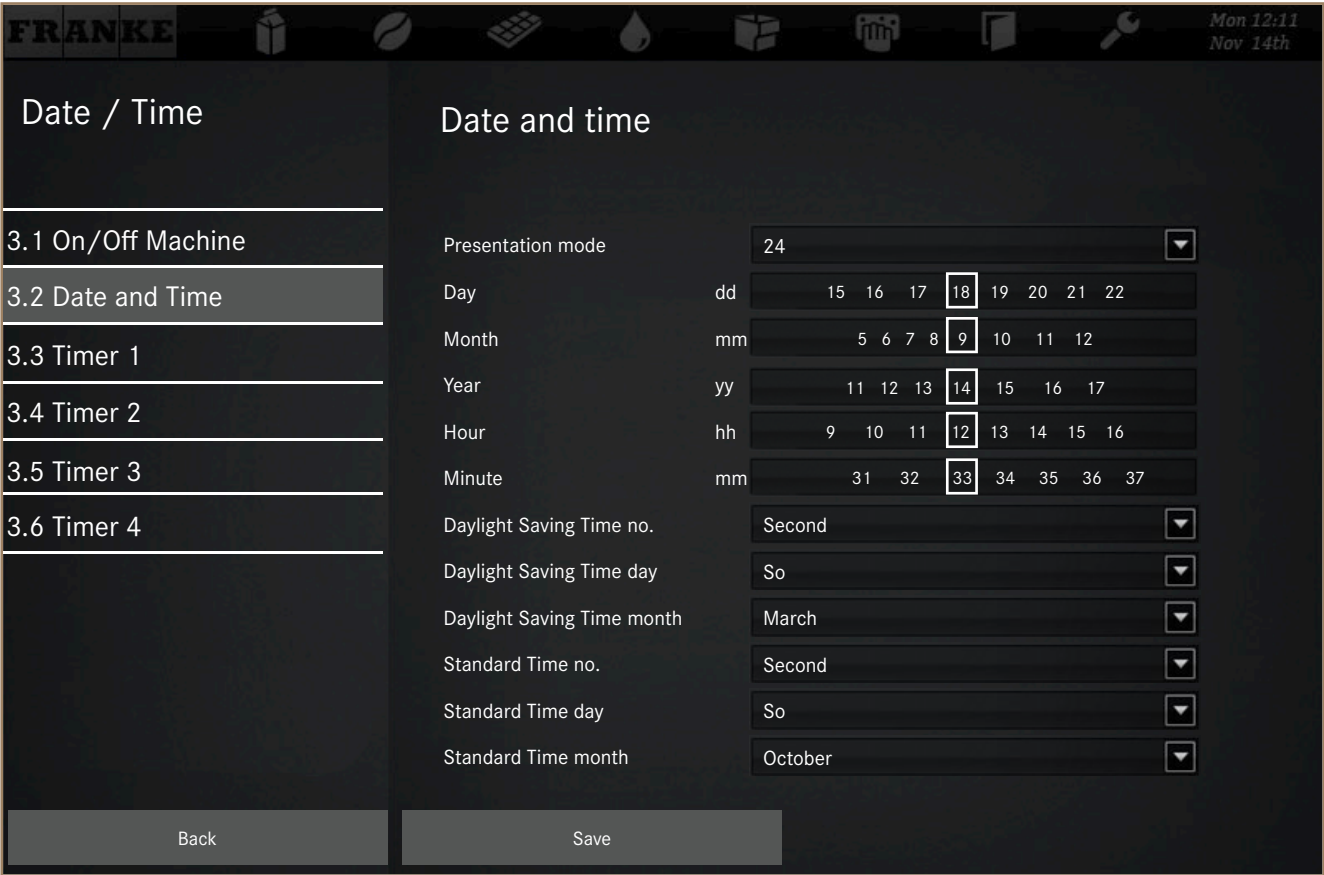 FRANKE
Mon 12:11
Nov 14th
Date / Time
3.1 On/Off Machine
3.2 Date and Time
3.3 Timer 1
3.4 Timer 2
3.5 Timer 3
3.6 Timer 4
Back
Date and time
Presentation mode 24
Day dd 15 16 17 18 19 20 21 22
Month mm 5 6 7 8 9 10 11 12
Year yy 11 12 13 14 15 16 17
Hour hh 9 10 11 12 13 14 15 16
Minute mm 31 32 33 34 35 36 37
Daylight Saving Time no. Second
Daylight Saving Time day So
Daylight Saving Time month March
Standard Time no. Second
Standard Time day So
Standard Time month October
Save